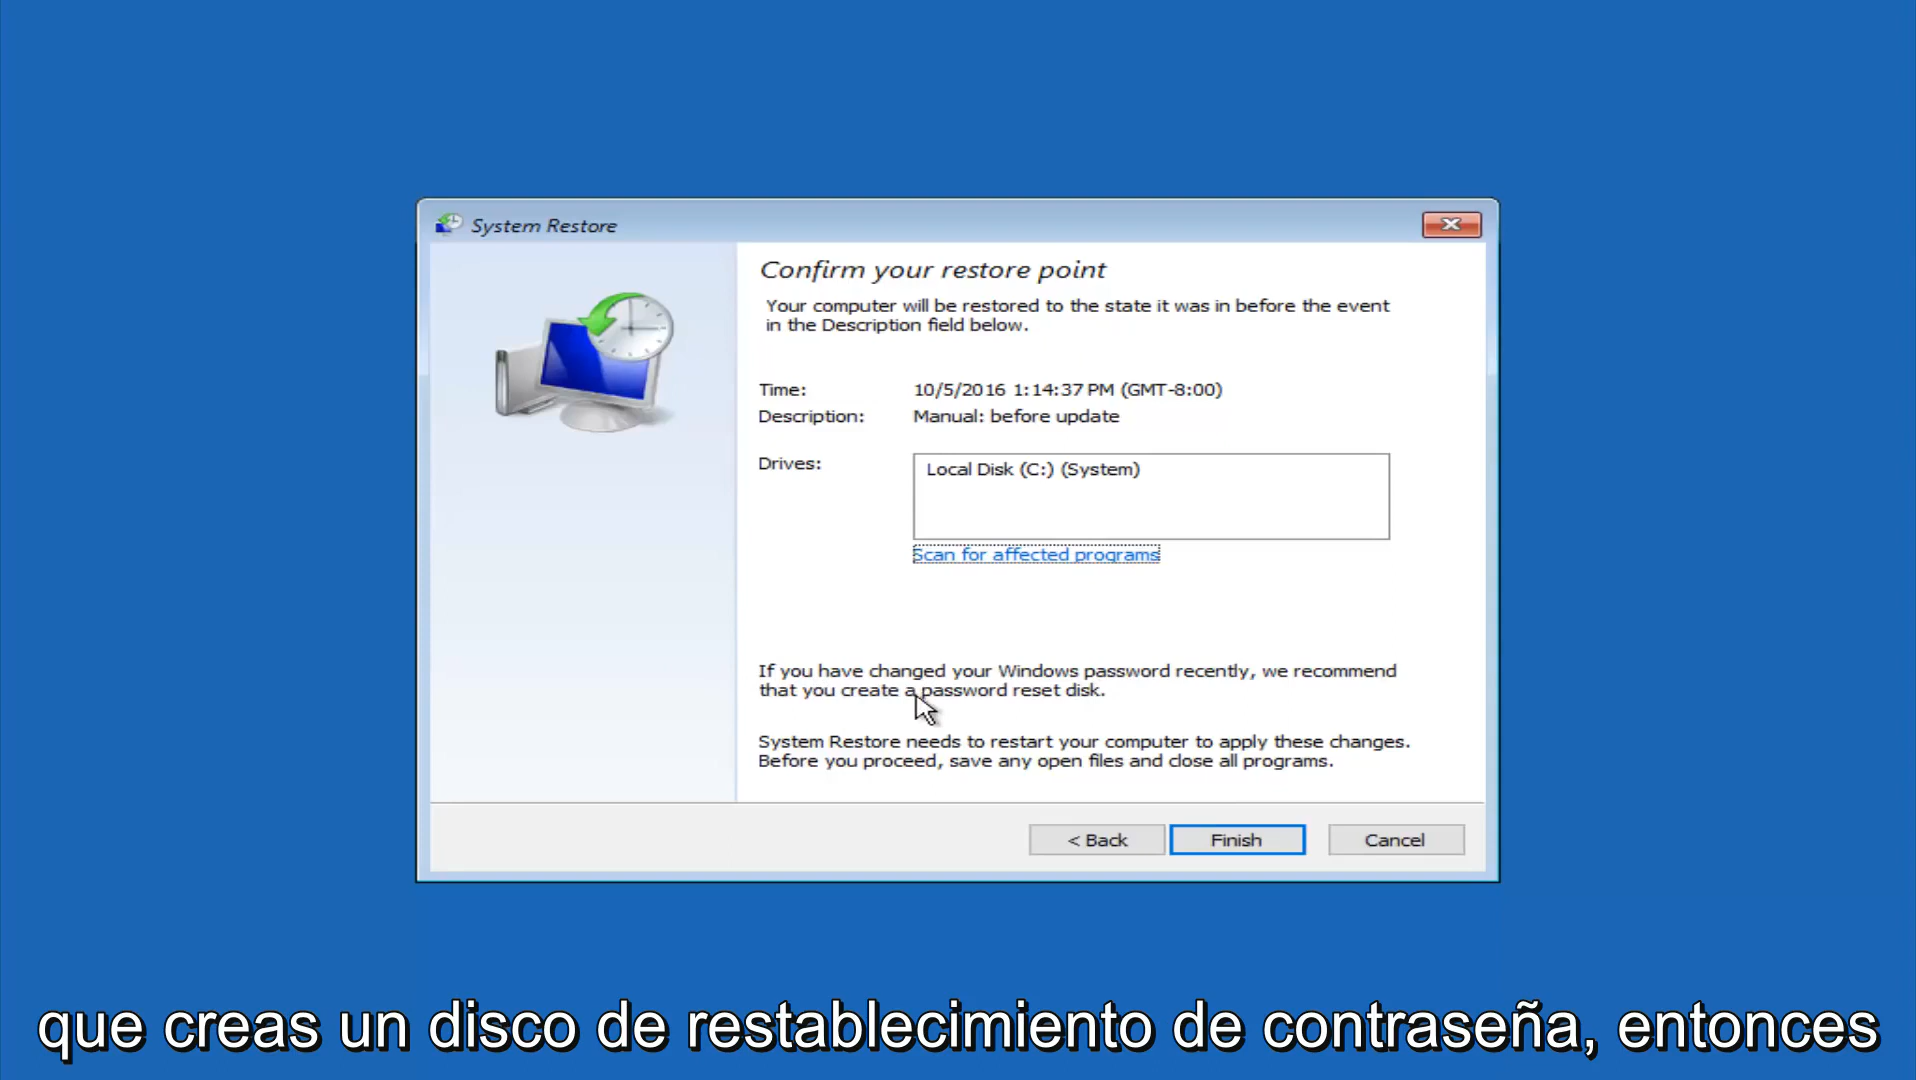 System Restore
Confirm your restore point
Your computer will be restored to the state it was in before the event
in the Description field below.
Time: 10/5/2016 1:14:37 PM (GMT-8:00)
Description: Manual: before update
Drives: Local Disk (C:) (System)
Scan for affected programs
If you have changed your Windows password recently, we recommend
that you create a password reset disk.
System Restore needs to restart your computer to apply these changes.
Before you proceed, save any open files and close all programs.
< Back Finish Cancel
que creas un disco de restablecimiento de contraseña, entonces